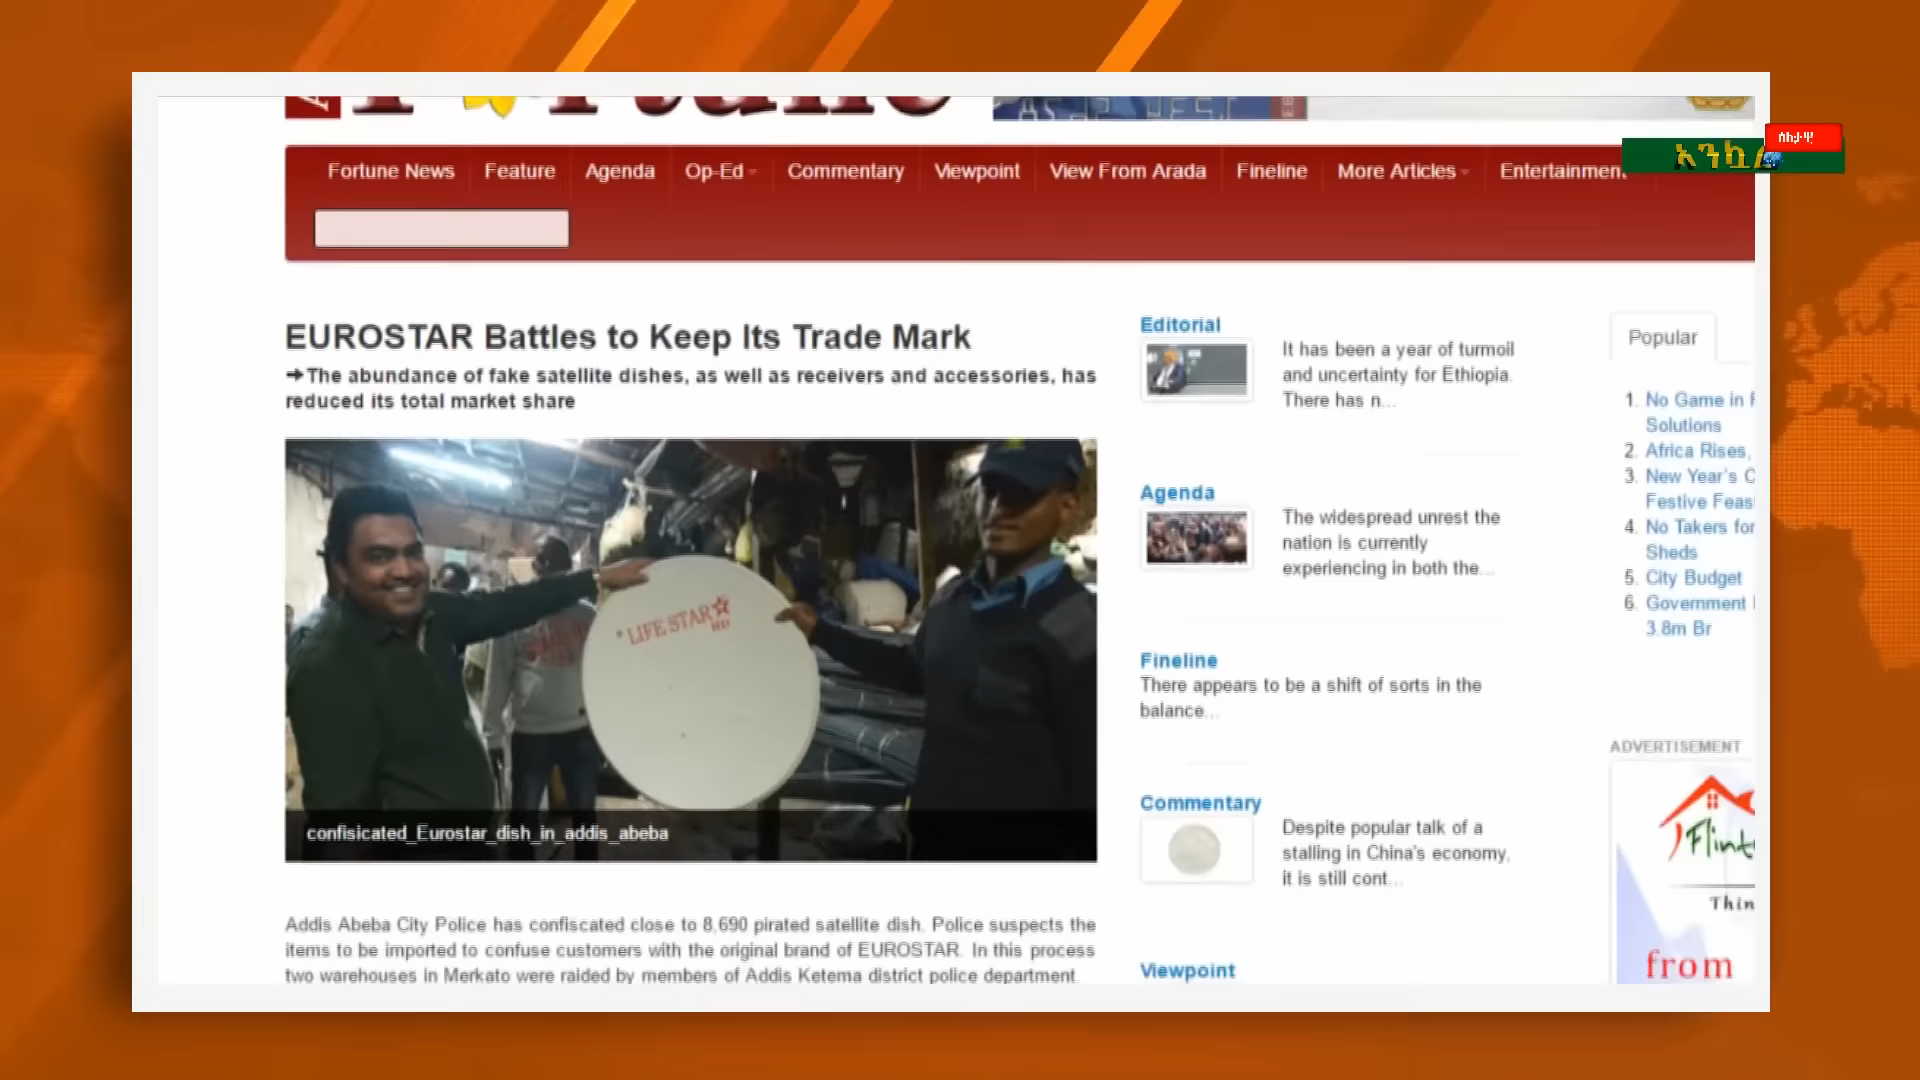 Fortune
Fortune News Feature Agenda Op-Ed Commentary Viewpoint View From Arada Fineline More Articles Entertainment
ሰበታዊ
አንኳር
EUROSTAR Battles to Keep Its Trade Mark
➔The abundance of fake satellite dishes, as well as receivers and accessories, has
reduced its total market share
LIFE STAR
HD
confisicated_Eurostar_dish_in_addis_abeba
Addis Abeba City Police has confiscated close to 8,690 pirated satellite dish. Police suspects the
items to be imported to confuse customers with the original brand of EUROSTAR. In this process
two warehouses in Merkato were raided by members of Addis Ketema district police department.
Editorial
It has been a year of turmoil
and uncertainty for Ethiopia.
There has n...
Agenda
The widespread unrest the
nation is currently
experiencing in both the...
Fineline
There appears to be a shift of sorts in the
balance...
Commentary
Despite popular talk of a
stalling in China's economy,
it is still cont...
Viewpoint
Popular
1. No Game in
Solutions
2. Africa Rises,
3. New Year's
Festive
4. No Takers for
Sheds
5. City Budget
6. Government
3.8m Br
ADVERTISEMENT
from